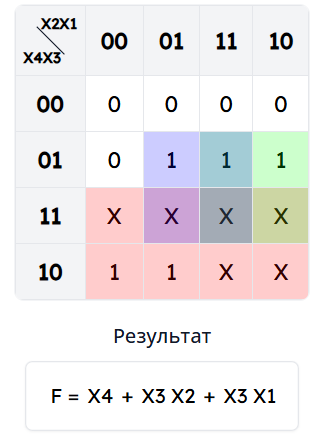 X2X1
X4X3
00 01 11 10
00 0 0 0 0
01 0 1 1 1
11 X X X X
10 1 1 X X
Результат
F = X4 + X3 X2 + X3 X1